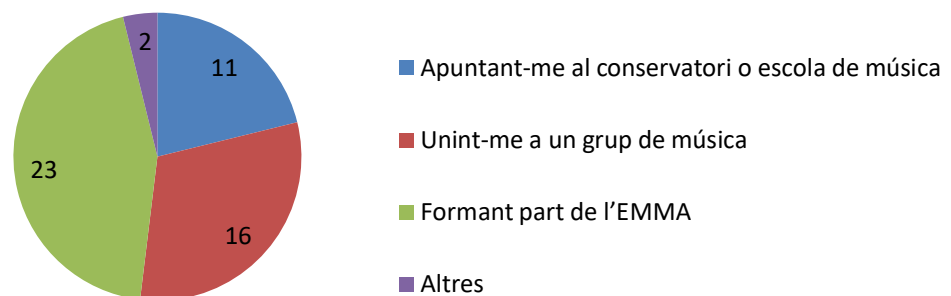 2
11
23
16
Apuntant-me al conservatori o escola de música
Unint-me a un grup de música
Formant part de l’EMMA
Altres